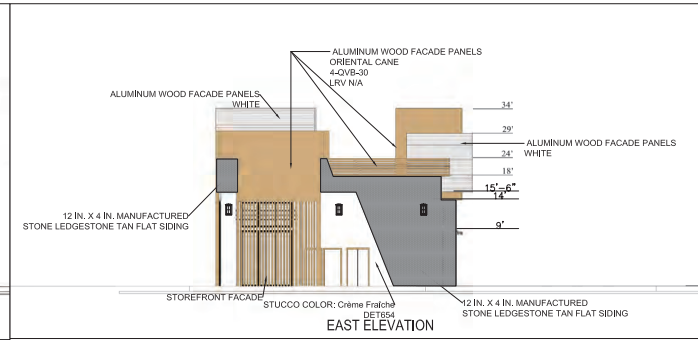 ALUMINUM WOOD FACADE PANELS
ORIENTAL CANE
4-QVB-30
LRV N/A
ALUMINUM WOOD FACADE PANELS
WHITE
34'
29'
ALUMINUM WOOD FACADE PANELS
WHITE
24'
18'
15'-6"
14'
12 IN. X 4 IN. MANUFACTURED
STONE LEDGESTONE TAN FLAT SIDING
9'
STOREFRONT FACADE
STUCCO COLOR: Crème Fraîche
DET654
12 IN. X 4 IN. MANUFACTURED
STONE LEDGESTONE TAN FLAT SIDING
EAST ELEVATION